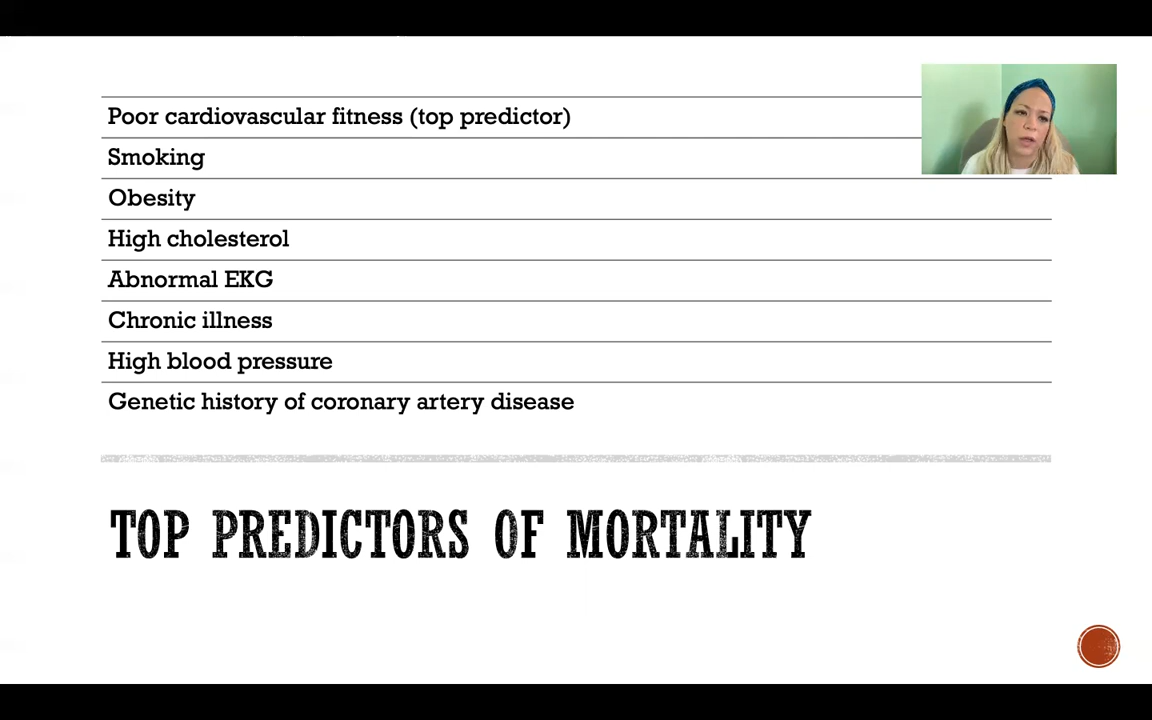 Poor cardiovascular fitness (top predictor)
Smoking
Obesity
High cholesterol
Abnormal EKG
Chronic illness
High blood pressure
Genetic history of coronary artery disease
TOP PREDICTORS OF MORTALITY